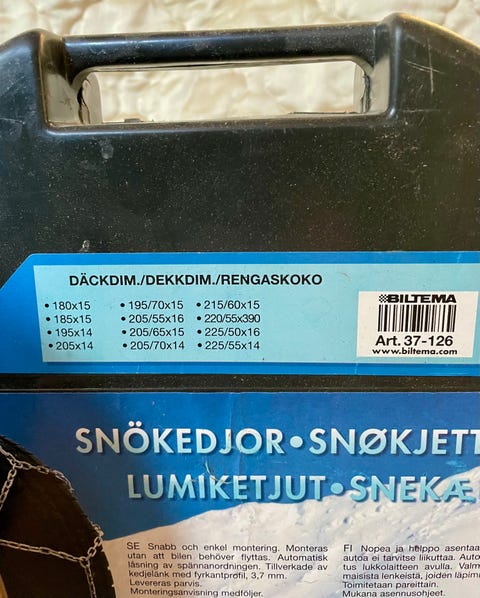 DÄCKDIM./DEKKDIM./RENGASKOKO
• 180x15
• 185x15
• 195x14
• 205x14
• 195/70x15
• 205/55x16
• 205/65x15
• 205/70x14
• 215/60x15
• 220/55x390
• 225/50x16
• 225/55x14
BILTEMA
Art. 37-126
www.biltema.com
SNÖKEDJOR•SNØKJETT
LUMIKETJUT•SNEKÆ
SE Snabb och enkel montering. Monteras
utan att bilen behöver flyttas. Automatisk
låsning av spännanordningen. Tillverkade av
kedjelänk med fyrkantprofil, 3,7 mm.
Levereras parvis.
Monteringsanvisning medföljer.
FI Nopea ja helppo asentaa
autoa ei tarvitse liikuttaa. Auto
tus lukkolaitteen avulla. Valm
maisista lenkeistä, joiden läpim
Toimitetaan pareittain.
Mukana asennusohjeet.